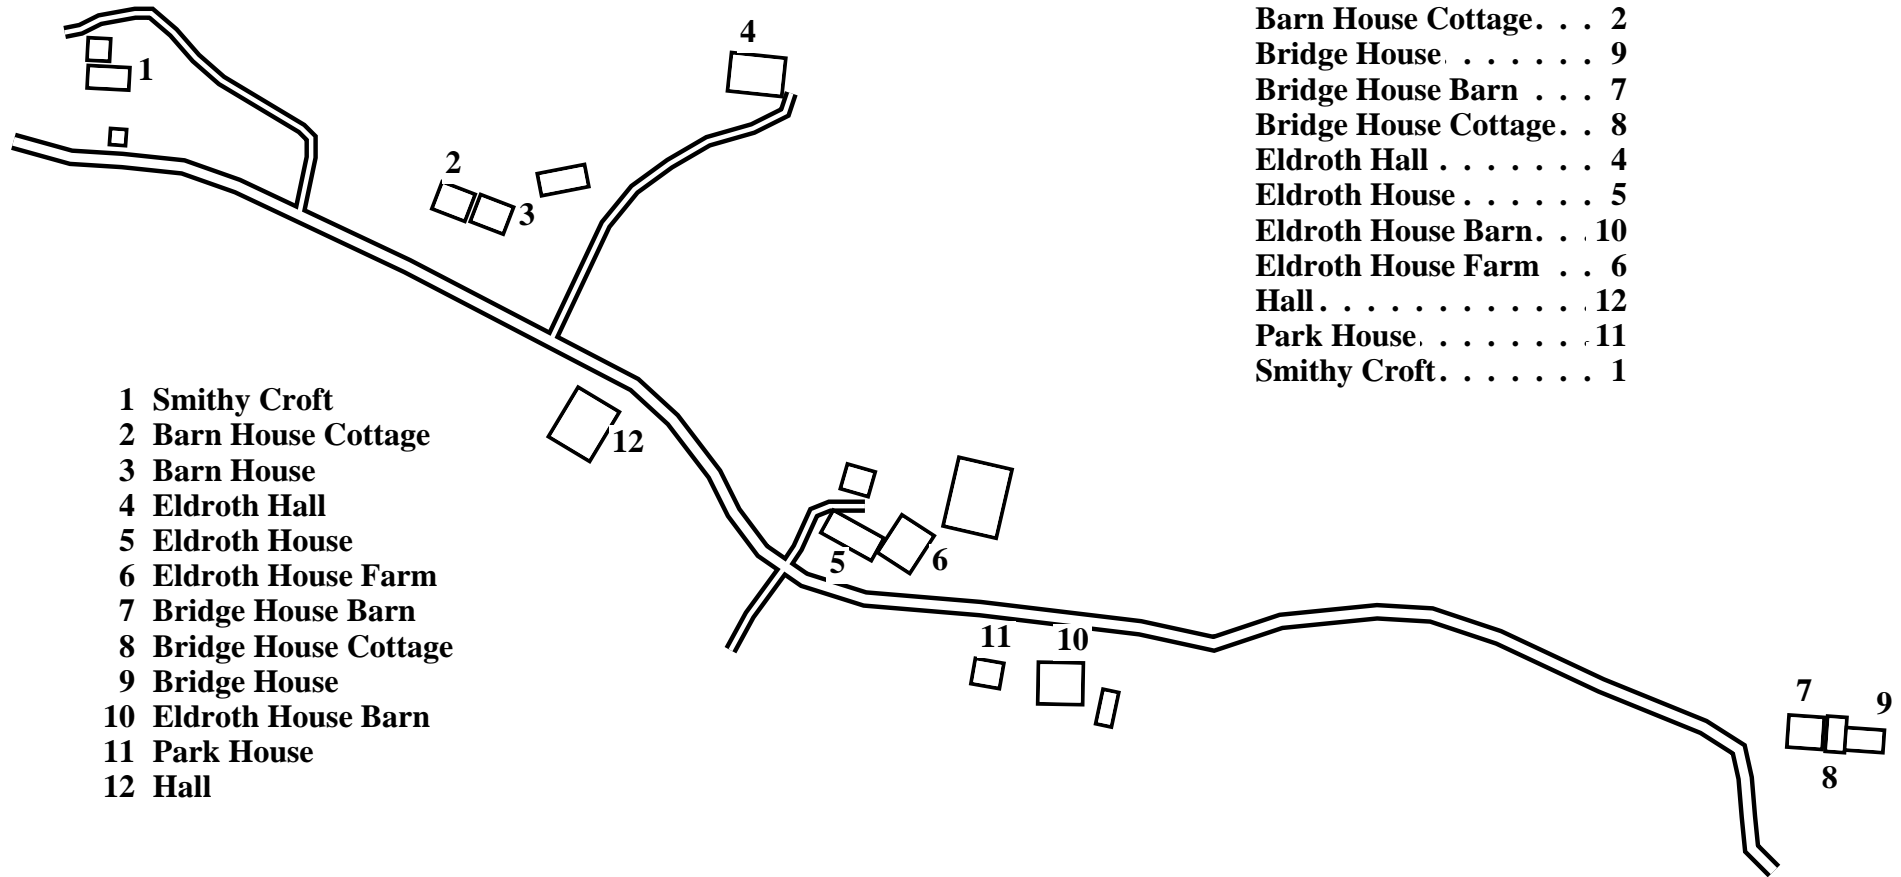 Barn House Cottage. . . 2
Bridge House. . . . . . . 9
Bridge House Barn . . . 7
Bridge House Cottage. . 8
Eldroth Hall . . . . . . . 4
Eldroth House . . . . . . 5
Eldroth House Barn. . . 10
Eldroth House Farm . . 6
Hall . . . . . . . . . . . . 12
Park House. . . . . . . . 11
Smithy Croft. . . . . . . 1
4
1
2
3
12
5
6
11
10
7
9
8
1 Smithy Croft
2 Barn House Cottage
3 Barn House
4 Eldroth Hall
5 Eldroth House
6 Eldroth House Farm
7 Bridge House Barn
8 Bridge House Cottage
9 Bridge House
10 Eldroth House Barn
11 Park House
12 Hall